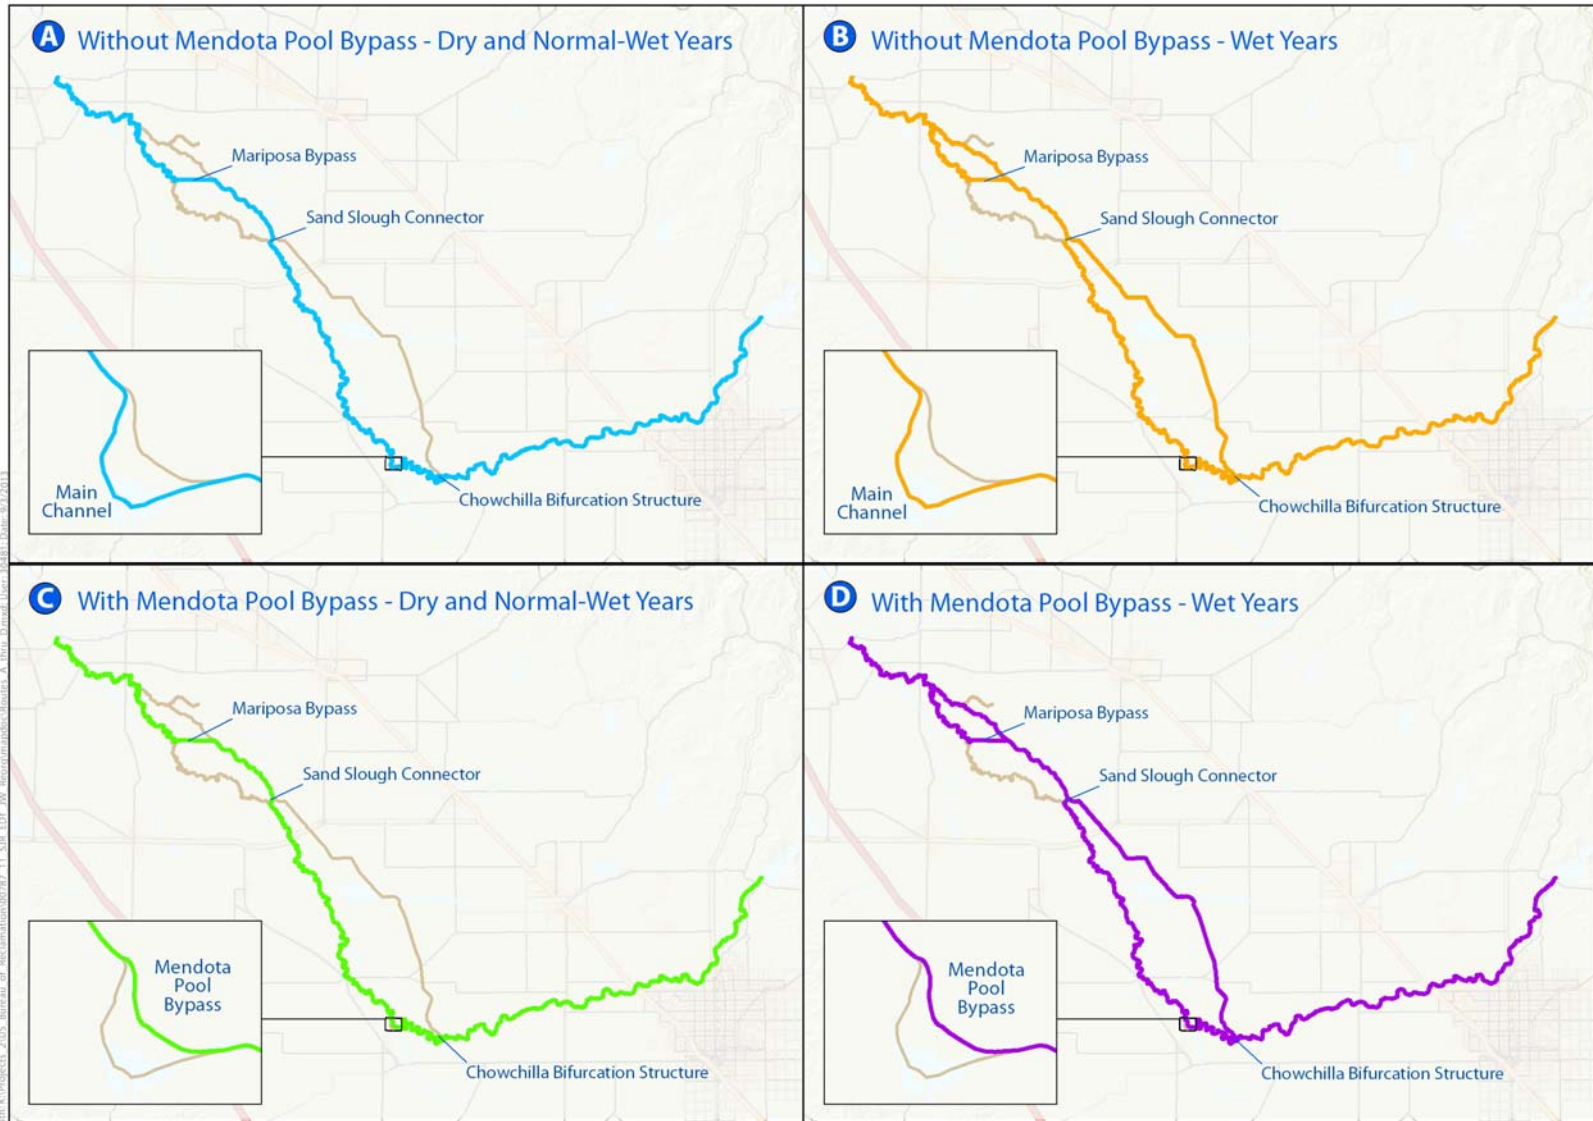 A Without Mendota Pool Bypass - Dry and Normal-Wet Years
Mariposa Bypass
Sand Slough Connector
Main
Channel
Chowchilla Bifurcation Structure
B Without Mendota Pool Bypass - Wet Years
Mariposa Bypass
Sand Slough Connector
Main
Channel
Chowchilla Bifurcation Structure
C With Mendota Pool Bypass - Dry and Normal-Wet Years
Mariposa Bypass
Sand Slough Connector
Mendota
Pool
Bypass
Chowchilla Bifurcation Structure
D With Mendota Pool Bypass - Wet Years
Mariposa Bypass
Sand Slough Connector
Mendota
Pool
Bypass
Chowchilla Bifurcation Structure